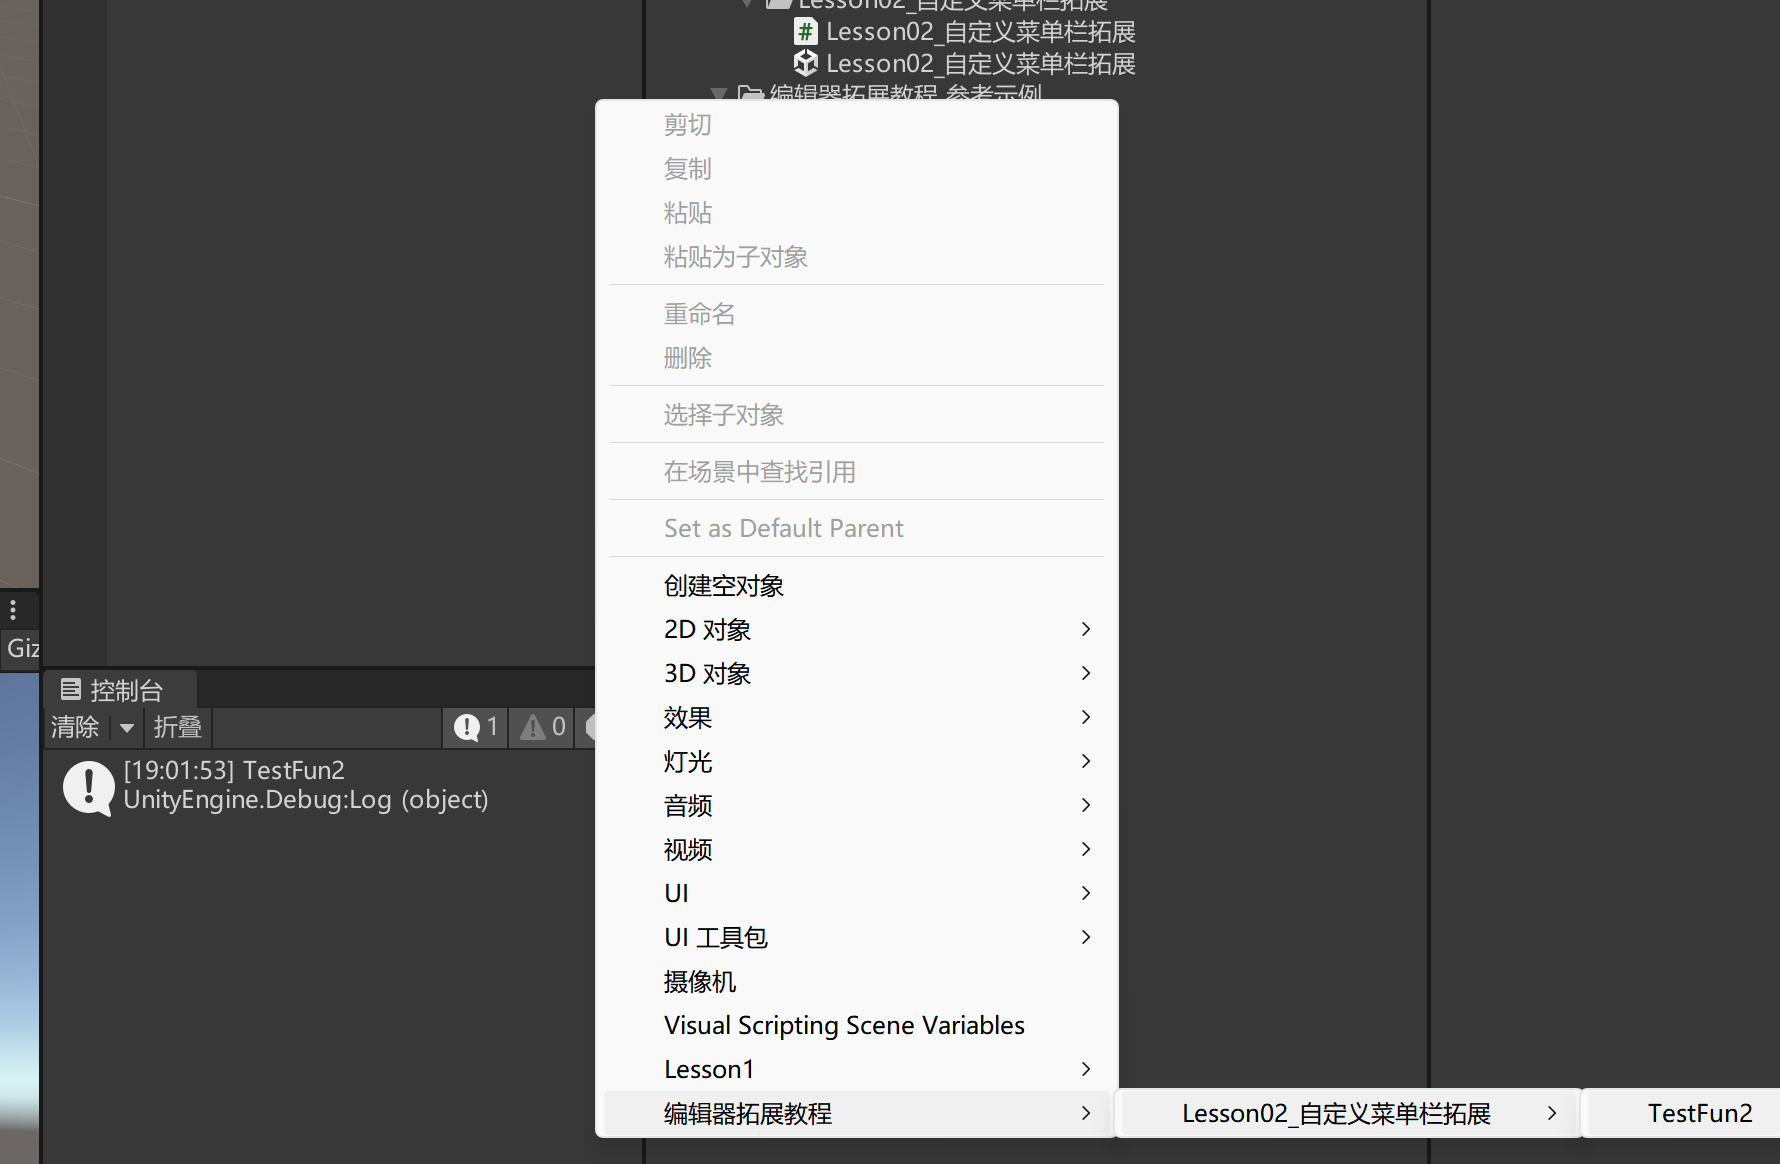 Lesson02_自定义菜单栏拓展
Lesson02_自定义菜单栏拓展
Lesson02_自定义菜单栏拓展
编辑器拓展教程_参考示例
剪切
复制
粘贴
粘贴为子对象
重命名
删除
选择子对象
在场景中查找引用
Set as Default Parent
创建空对象
2D 对象
3D 对象
效果
灯光
音频
视频
UI
UI 工具包
摄像机
Visual Scripting Scene Variables
Lesson1
编辑器拓展教程
Lesson02_自定义菜单栏拓展
TestFun2
Giz
控制台
清除 折叠 1 0
[19:01:53] TestFun2
UnityEngine.Debug:Log (object)